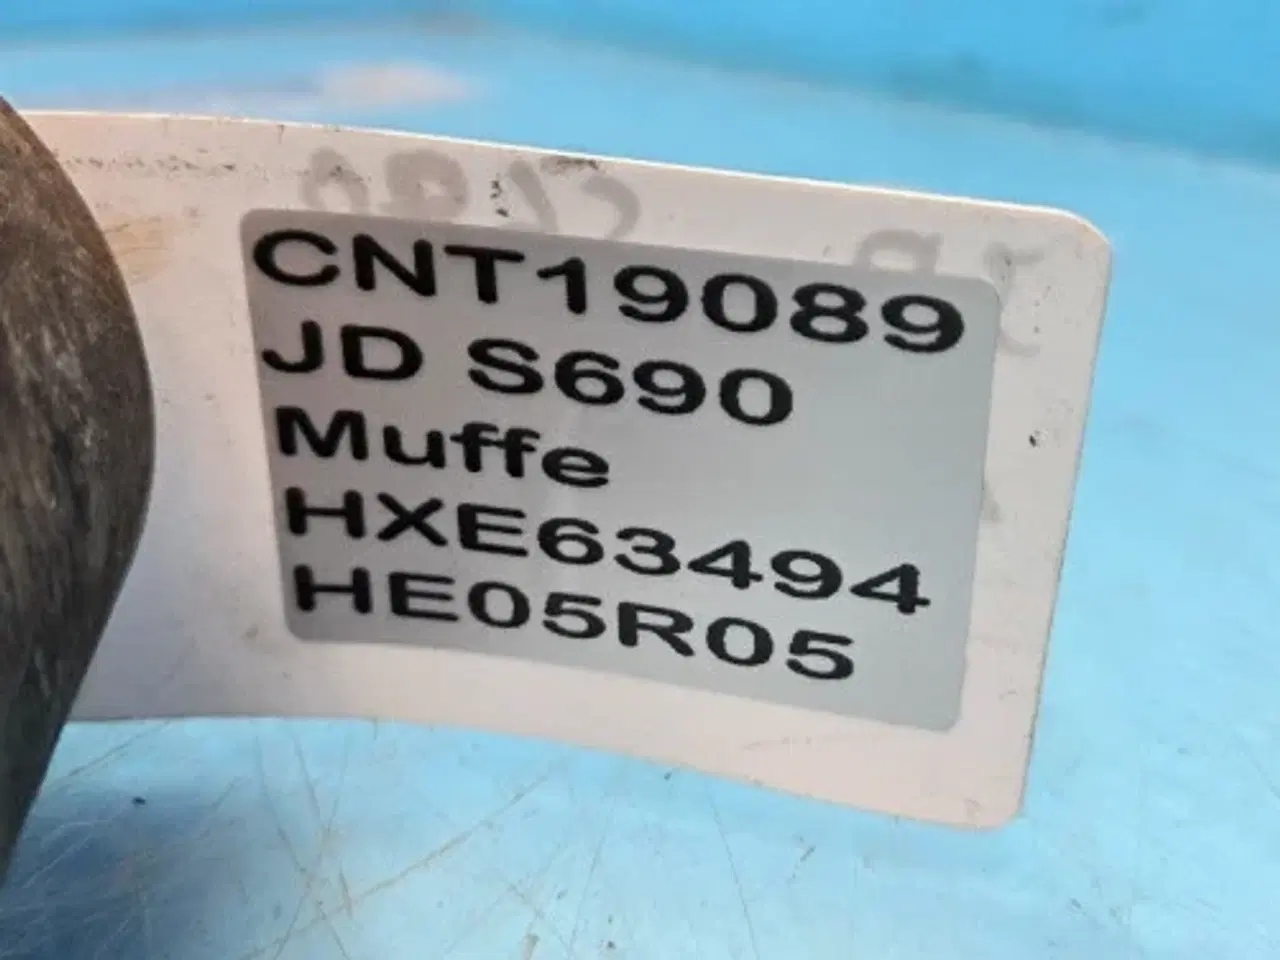 CNT19089
JD S690
Muffe
HXE63494
HE05R05